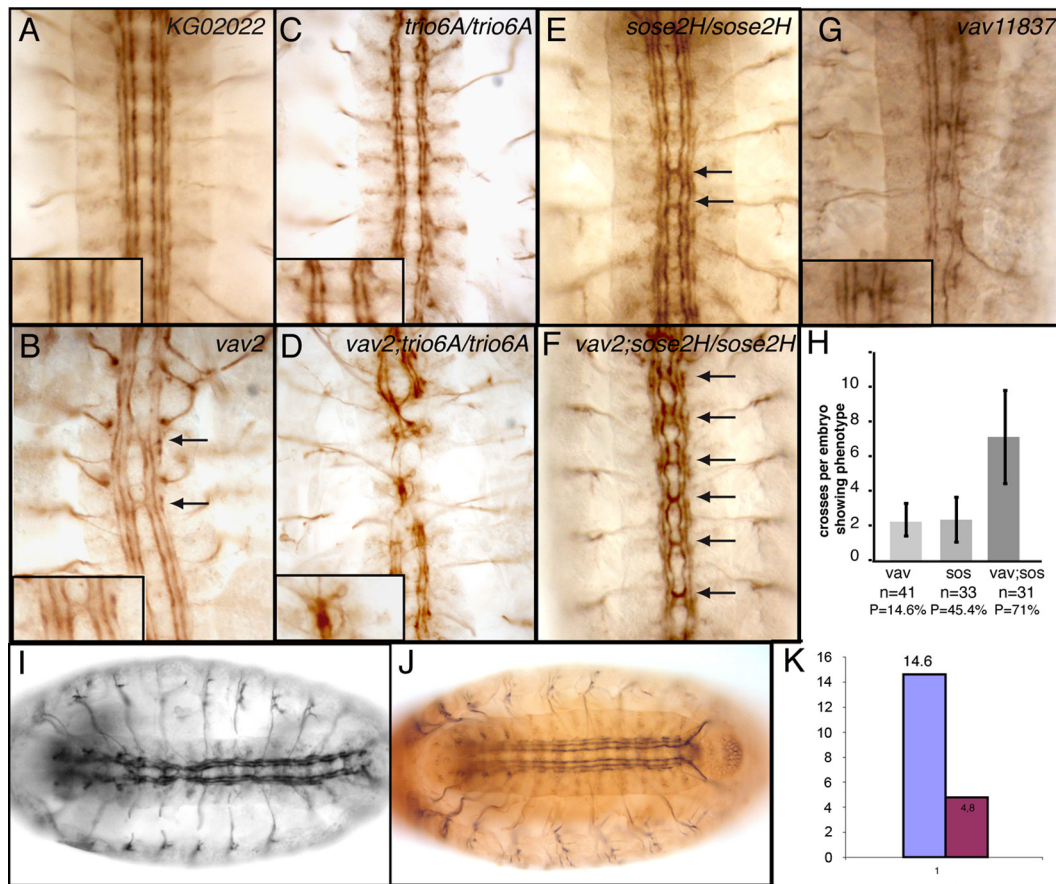 A KG02022
C trio6A/trio6A
E sose2H/sose2H
G vav11837
B vav2
D vav2;trio6A/trio6A
F vav2;sose2H/sose2H
H
crosses per embryo
showing phenotype
10
8
6
4
2
0
vav sos vav;sos
n=41 n=33 n=31
P=14.6% P=45.4% P=71%
I
J
K
16
14
12
10
8
6
4
2
0
14.6
4,8
1